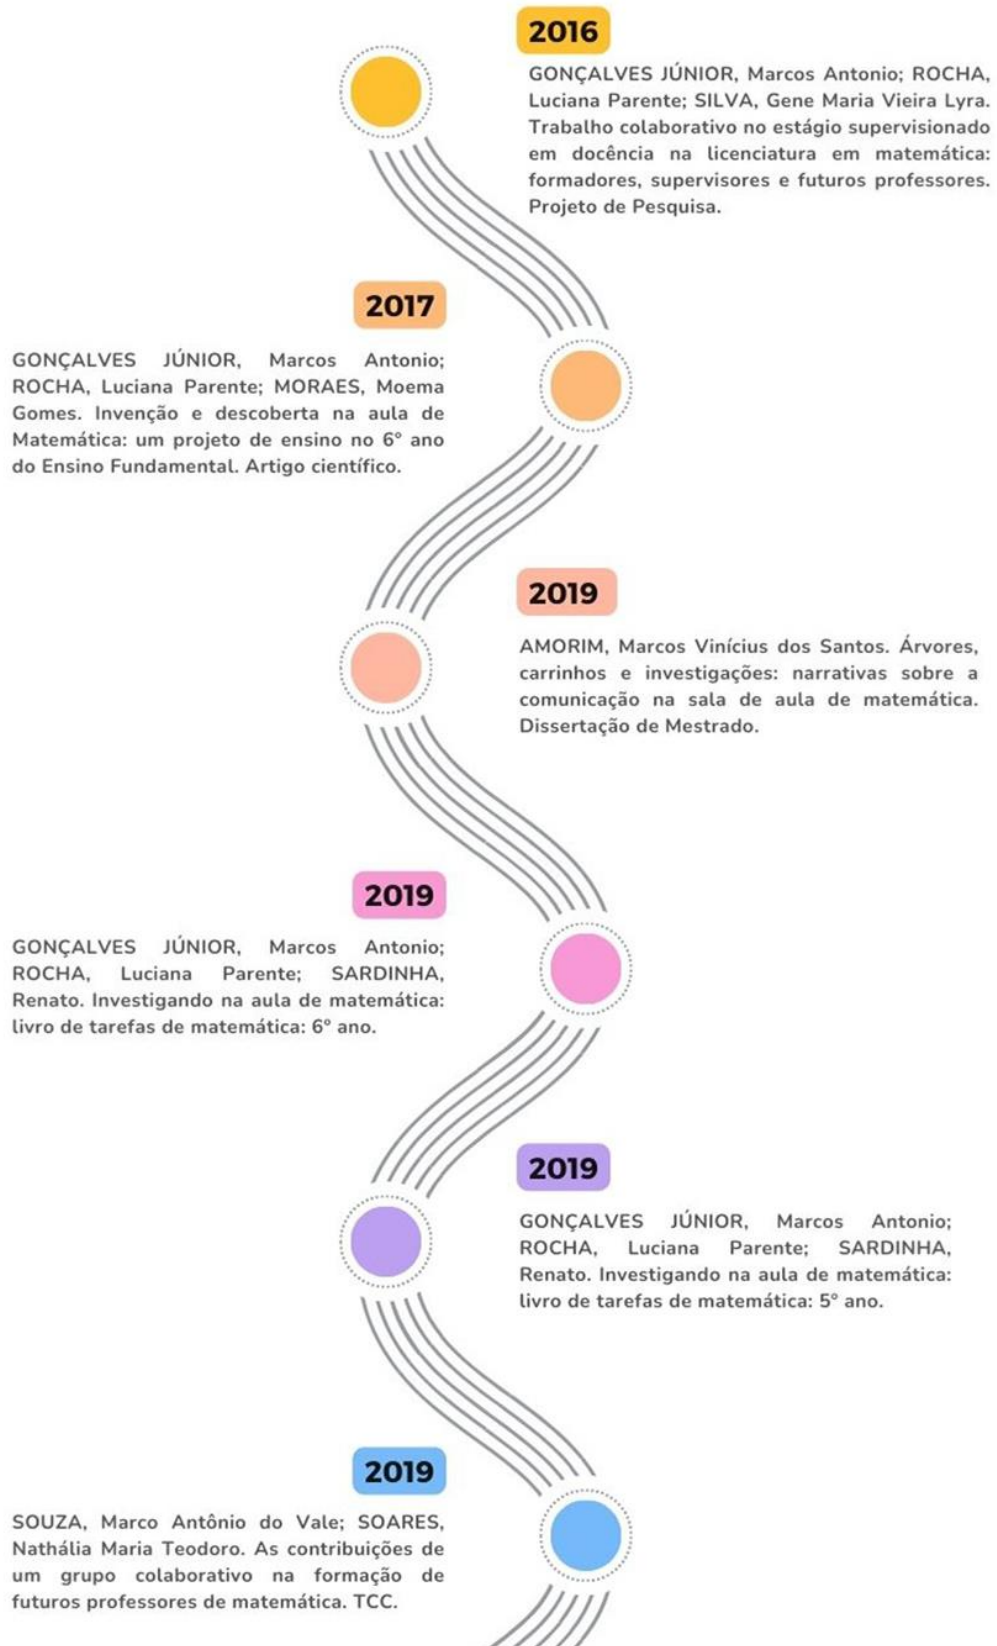 2016
GONÇALVES JÚNIOR, Marcos Antonio; ROCHA,
Luciana Parente; SILVA, Gene Maria Vieira Lyra.
Trabalho colaborativo no estágio supervisionado
em docência na licenciatura em matemática:
formadores, supervisores e futuros professores.
Projeto de Pesquisa.
2017
GONÇALVES JÚNIOR, Marcos Antonio;
ROCHA, Luciana Parente; MORAES, Moema
Gomes. Invenção e descoberta na aula de
Matemática: um projeto de ensino no 6º ano
do Ensino Fundamental. Artigo científico.
2019
AMORIM, Marcos Vinícius dos Santos. Árvores,
carrinhos e investigações: narrativas sobre a
comunicação na sala de aula de matemática.
Dissertação de Mestrado.
2019
GONÇALVES JÚNIOR, Marcos Antonio;
ROCHA, Luciana Parente; SARDINHA,
Renato. Investigando na aula de matemática:
livro de tarefas de matemática: 6º ano.
2019
GONÇALVES JÚNIOR, Marcos Antonio;
ROCHA, Luciana Parente; SARDINHA,
Renato. Investigando na aula de matemática:
livro de tarefas de matemática: 5º ano.
2019
SOUZA, Marco Antônio do Vale; SOARES,
Nathália Maria Teodoro. As contribuições de
um grupo colaborativo na formação de
futuros professores de matemática. TCC.